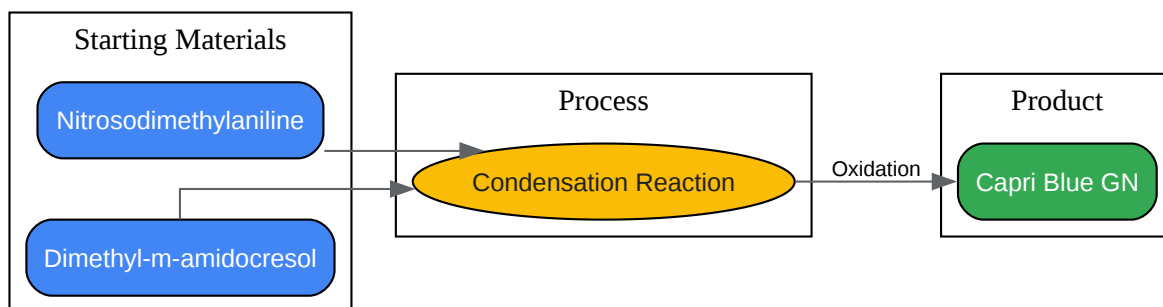 Starting Materials
Nitrosodimethylaniline
Dimethyl-m-amidocresol
Process
Condensation Reaction
Oxidation
Product
Capri Blue GN